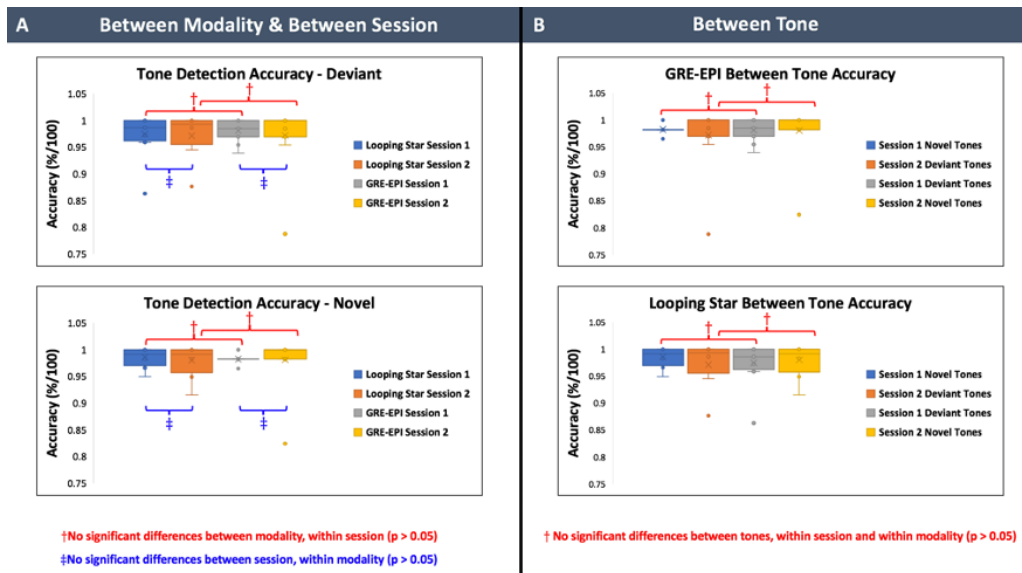 A Between Modality & Between Session
Tone Detection Accuracy - Deviant
Accuracy (%/100)
1.05
1
0.95
0.9
0.85
0.8
0.75
†
†
‡
‡
Looping Star Session 1
Looping Star Session 2
GRE-EPI Session 1
GRE-EPI Session 2
Tone Detection Accuracy - Novel
Accuracy (%/100)
1.05
1
0.95
0.9
0.85
0.8
0.75
†
†
‡
‡
Looping Star Session 1
Looping Star Session 2
GRE-EPI Session 1
GRE-EPI Session 2
†No significant differences between modality, within session (p > 0.05)
‡No significant differences between session, within modality (p > 0.05)
B Between Tone
GRE-EPI Between Tone Accuracy
Accuracy (%/100)
1.05
1
0.95
0.9
0.85
0.8
0.75
†
†
Session 1 Novel Tones
Session 2 Deviant Tones
Session 1 Deviant Tones
Session 2 Novel Tones
Looping Star Between Tone Accuracy
Accuracy (%/100)
1.05
1
0.95
0.9
0.85
0.8
0.75
†
†
Session 1 Novel Tones
Session 2 Deviant Tones
Session 1 Deviant Tones
Session 2 Novel Tones
† No significant differences between tones, within session and within modality (p > 0.05)